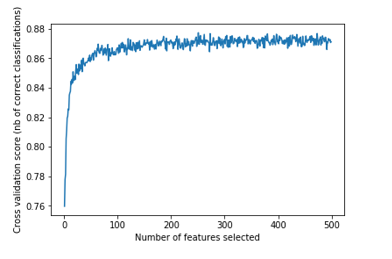 Cross validation score (nb of correct classifications)
0.88
0.86
0.84
0.82
0.80
0.78
0.76
0 100 200 300 400 500
Number of features selected